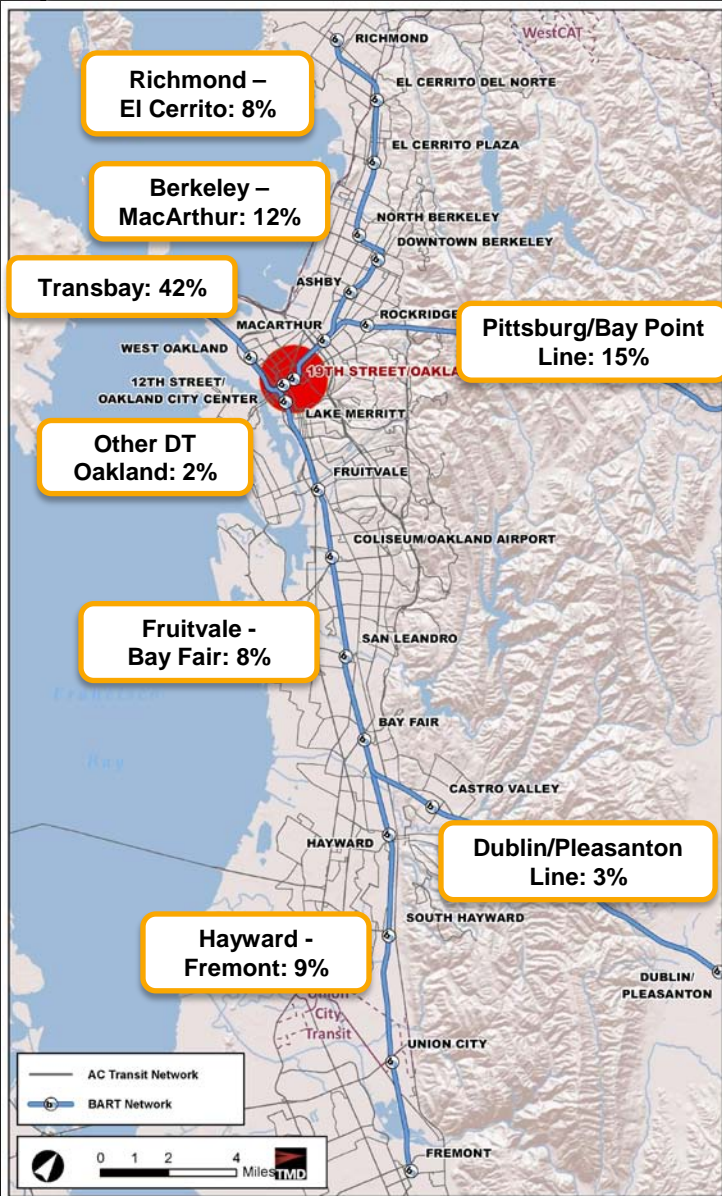 RICHMOND
WestCAT
Richmond –
El Cerrito: 8%
EL CERRITO DEL NORTE
EL CERRITO PLAZA
Berkeley –
MacArthur: 12%
NORTH BERKELEY
DOWNTOWN BERKELEY
Transbay: 42%
ASHBY
ROCKRIDGE
MACARTHUR
Pittsburg/Bay Point
Line: 15%
WEST OAKLAND
19TH STREET/OAKLA
12TH STREET/
OAKLAND CITY CENTER
LAKE MERRITT
Other DT
Oakland: 2%
FRUITVALE
COLISEUM/OAKLAND AIRPORT
Fruitvale -
Bay Fair: 8%
SAN LEANDRO
Francisco
Bay
BAY FAIR
CASTRO VALLEY
HAYWARD
Dublin/Pleasanton
Line: 3%
SOUTH HAYWARD
Hayward -
Fremont: 9%
DUBLIN/
PLEASANTON
Union
City
Transit
UNION CITY
AC Transit Network
BART Network
0 1 2 4
Miles
TMD
FREMONT